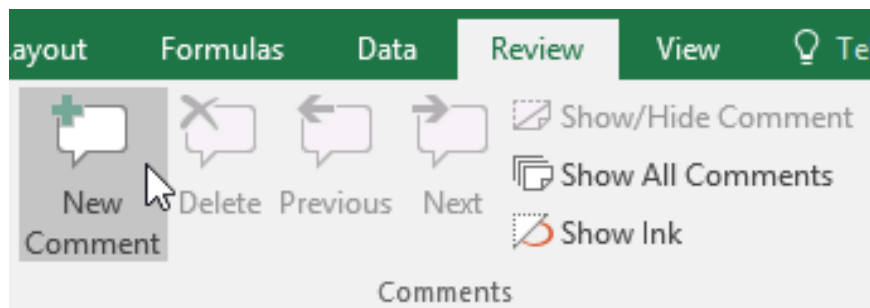 ayout Formulas Data Review View Te
New Comment Delete Previous Next Show/Hide Comment
Show All Comments
Show Ink
Comments